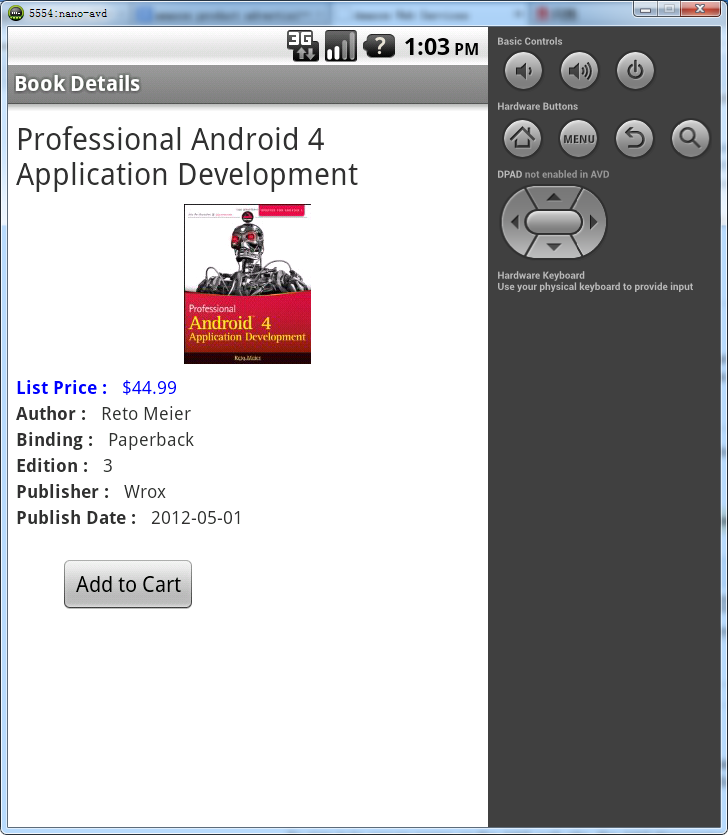 5554:nano-avd
3G
1:03 PM
Book Details
Professional Android 4
Application Development
Professional
Android 4
Application Development
Reto Meier
List Price : $44.99
Author : Reto Meier
Binding : Paperback
Edition : 3
Publisher : Wrox
Publish Date : 2012-05-01
Add to Cart
Basic Controls
Hardware Buttons
MENU
DPAD not enabled in AVD
Hardware Keyboard
Use your physical keyboard to provide input